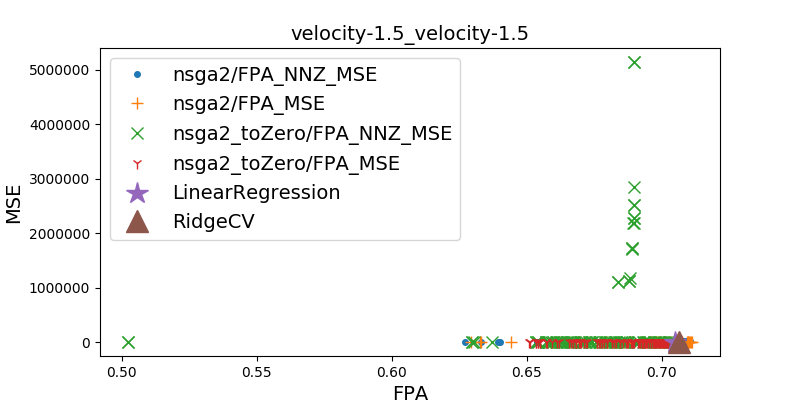 velocity-1.5_velocity-1.5
5000000
4000000
3000000
2000000
1000000
0
MSE
nsga2/FPA_NNZ_MSE
nsga2/FPA_MSE
nsga2_toZero/FPA_NNZ_MSE
nsga2_toZero/FPA_MSE
LinearRegression
RidgeCV
0.50 0.55 0.60 0.65 0.70
FPA